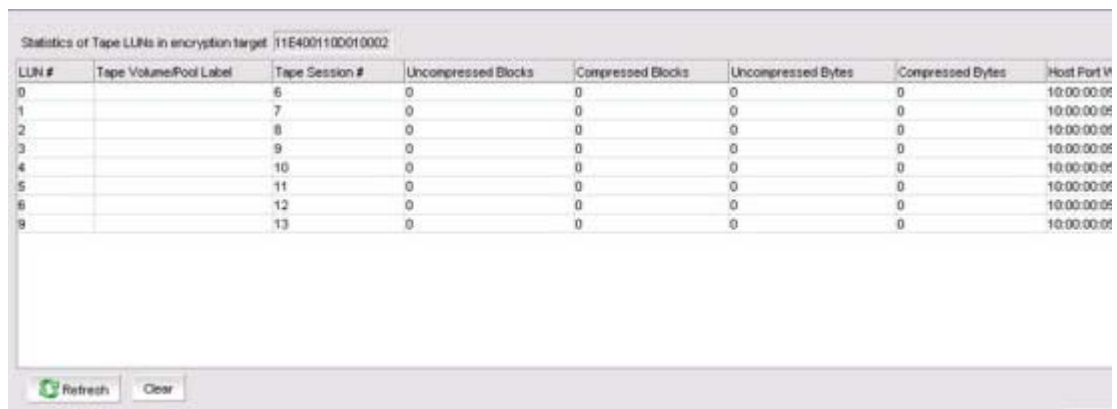 Statistics of Tape LUNs in encryption target 11E400110D010002
LUN # Tape Volume/Pool Label Tape Session # Uncompressed Blocks Compressed Blocks Uncompressed Bytes Compressed Bytes Host Port W
0 6 0 0 0 0 10:00:00:05
1 7 0 0 0 0 10:00:00:05
2 8 0 0 0 0 10:00:00:05
3 9 0 0 0 0 10:00:00:05
4 10 0 0 0 0 10:00:00:05
5 11 0 0 0 0 10:00:00:05
6 12 0 0 0 0 10:00:00:05
9 13 0 0 0 0 10:00:00:05
Refresh Clear